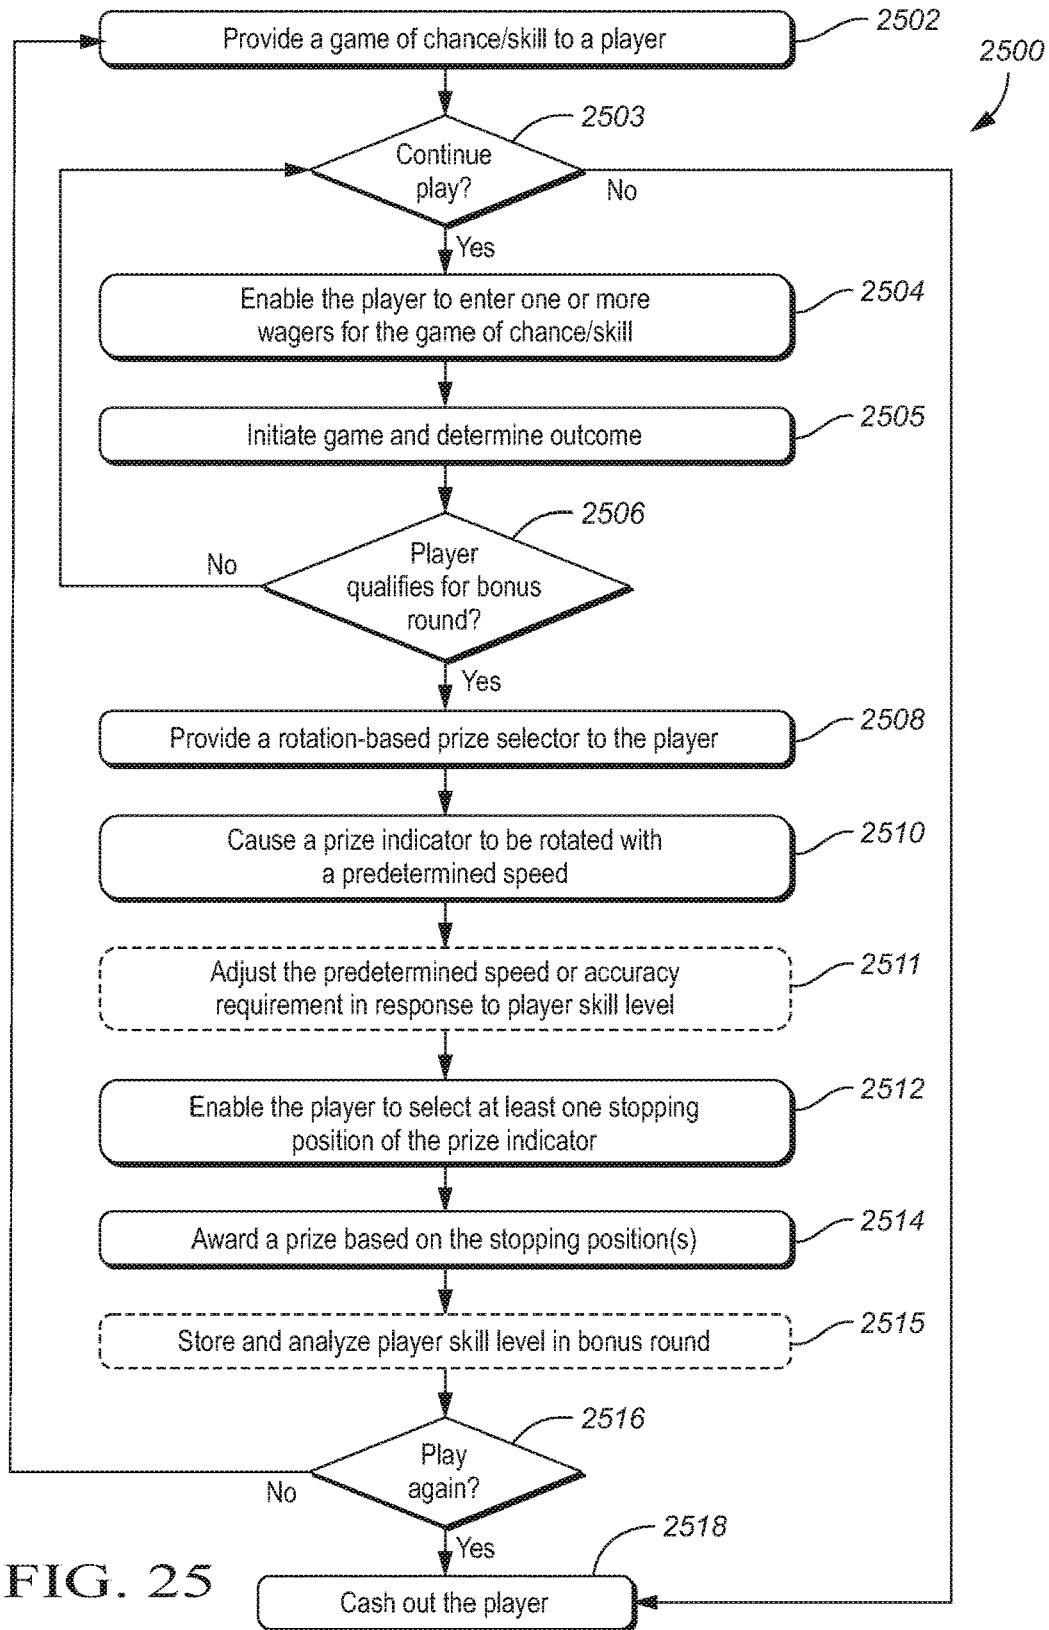 Provide a game of chance/skill to a player
2502
2500
2503
Continue
play?
No
Yes
Enable the player to enter one or more
wagers for the game of chance/skill
2504
Initiate game and determine outcome
2505
2506
Player
qualifies for bonus
round?
No
Yes
Provide a rotation-based prize selector to the player
2508
Cause a prize indicator to be rotated with
a predetermined speed
2510
Adjust the predetermined speed or accuracy
requirement in response to player skill level
2511
Enable the player to select at least one stopping
position of the prize indicator
2512
Award a prize based on the stopping position(s)
2514
Store and analyze player skill level in bonus round
2515
2516
Play
again?
No
Yes
2518
Cash out the player
FIG. 25